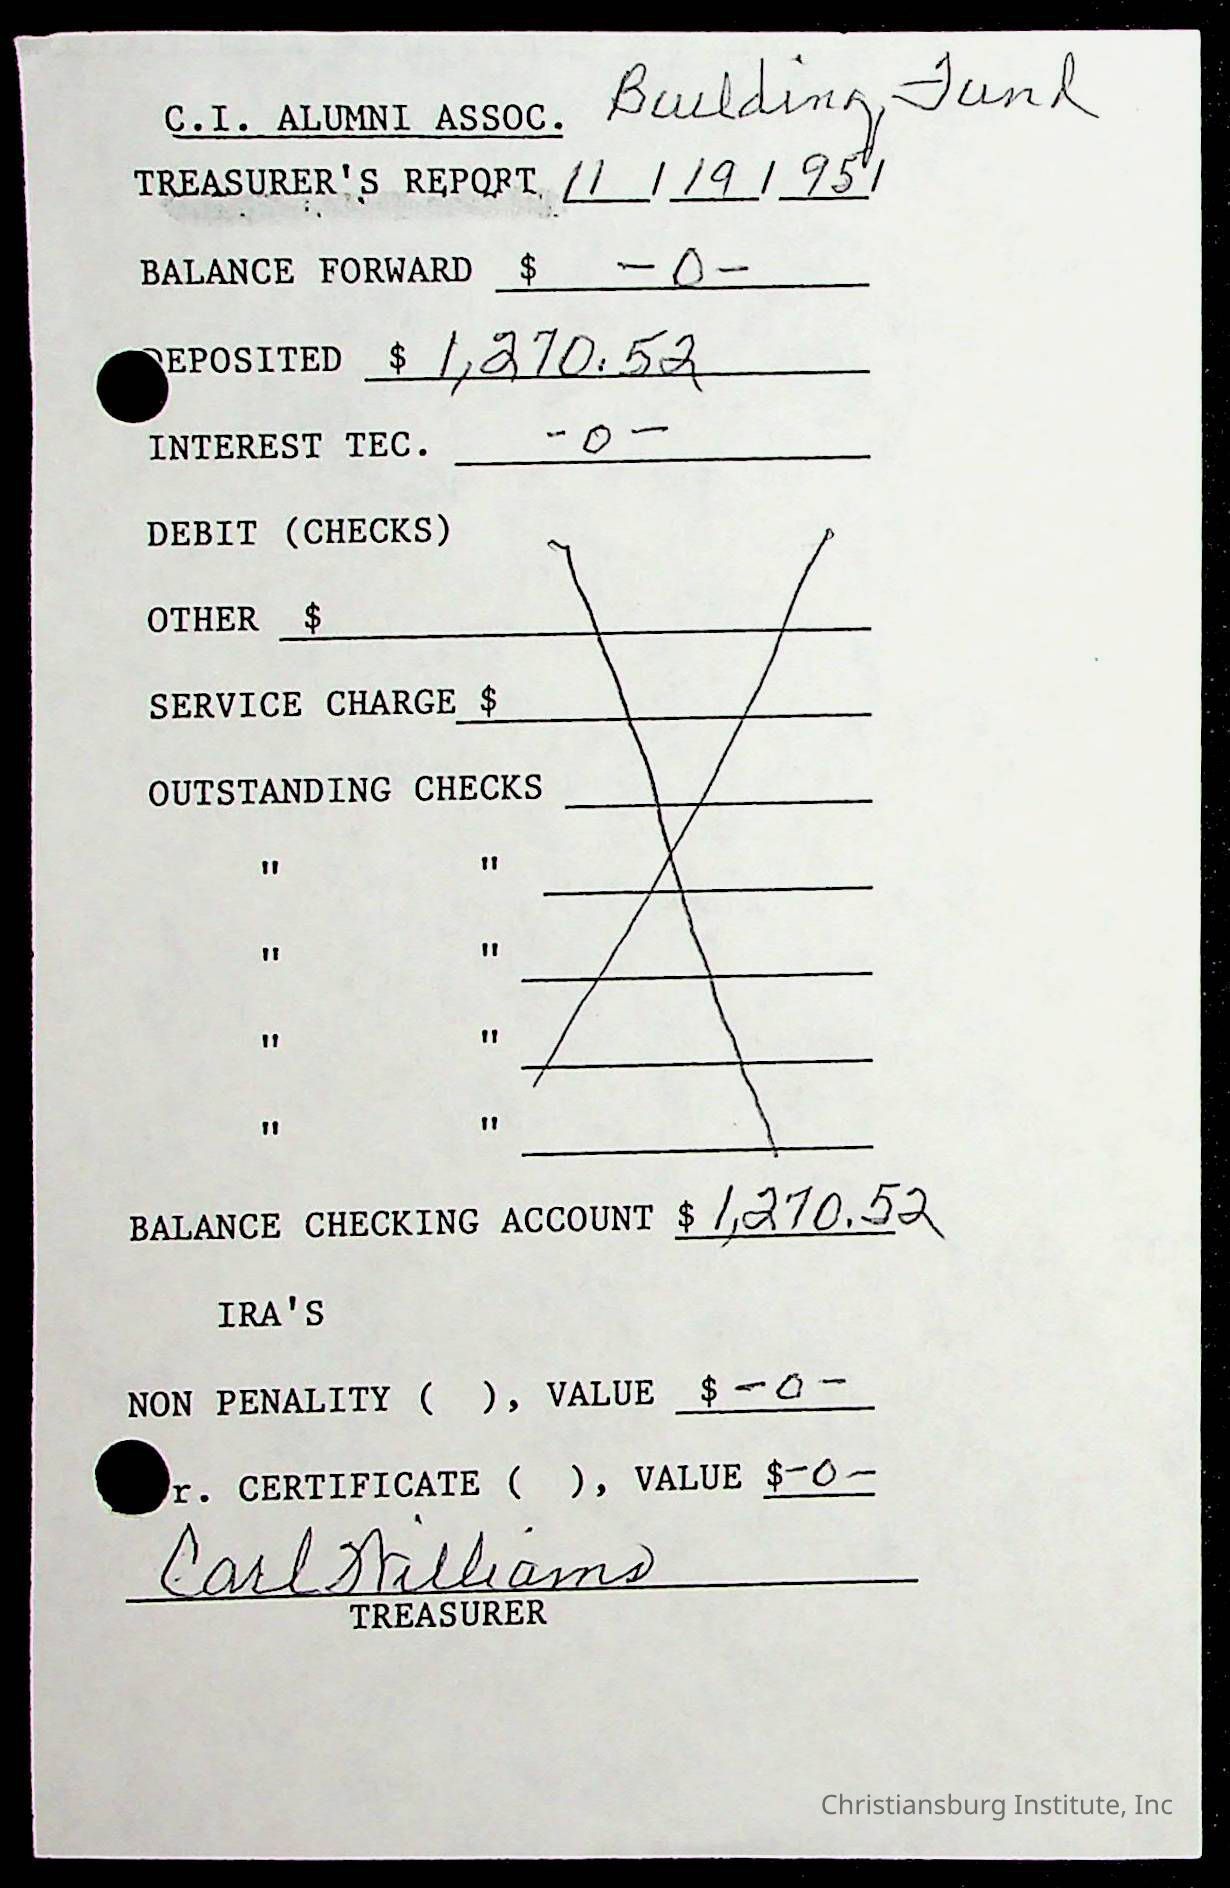 Building Fund
C.I. ALUMNI ASSOC.
TREASURER'S REPORT 11 / 19 / 95 /
BALANCE FORWARD $ -0-
DEPOSITED $ 1,270.52
INTEREST TEC. -0-
DEBIT (CHECKS)
OTHER $
SERVICE CHARGE $
OUTSTANDING CHECKS
" "
" "
" "
" "
BALANCE CHECKING ACCOUNT $ 1,270.52
IRA'S
NON PENALITY ( ), VALUE $ -0-
r. CERTIFICATE ( ), VALUE $-0-
Carl Williams
TREASURER
Christiansburg Institute, Inc